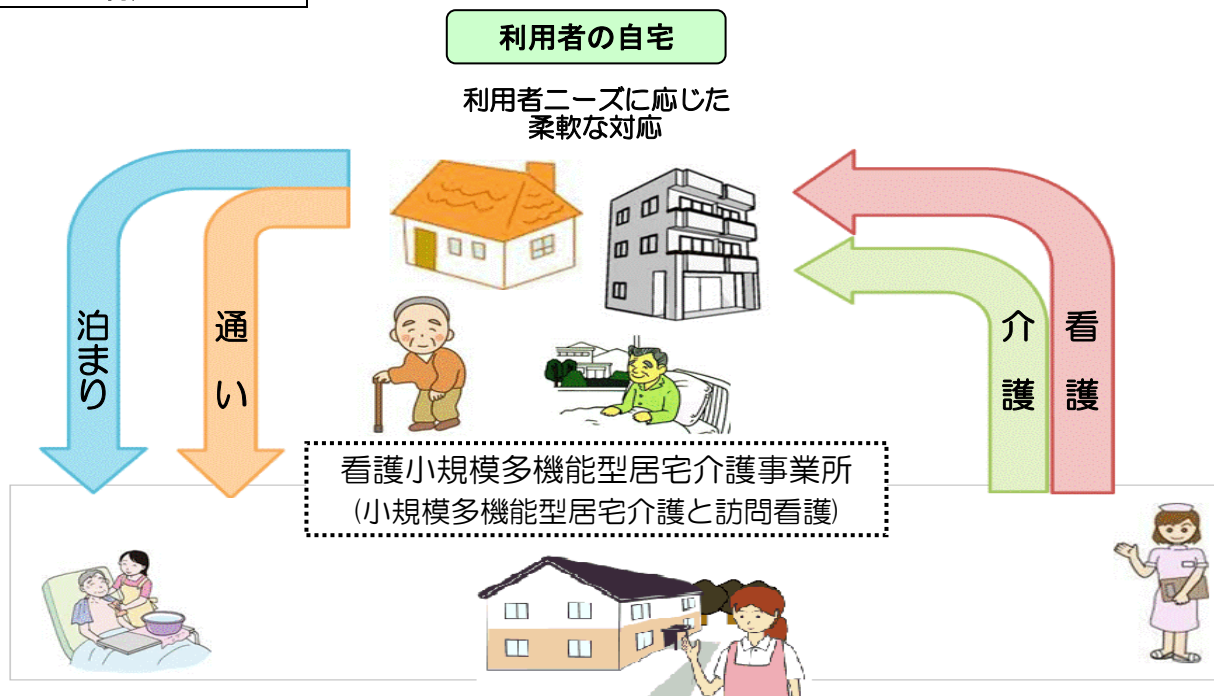 利用者の自宅
利用者ニーズに応じた
柔軟な対応
泊まり
通い
介護
看護
看護小規模多機能型居宅介護事業所
(小規模多機能型居宅介護と訪問看護)